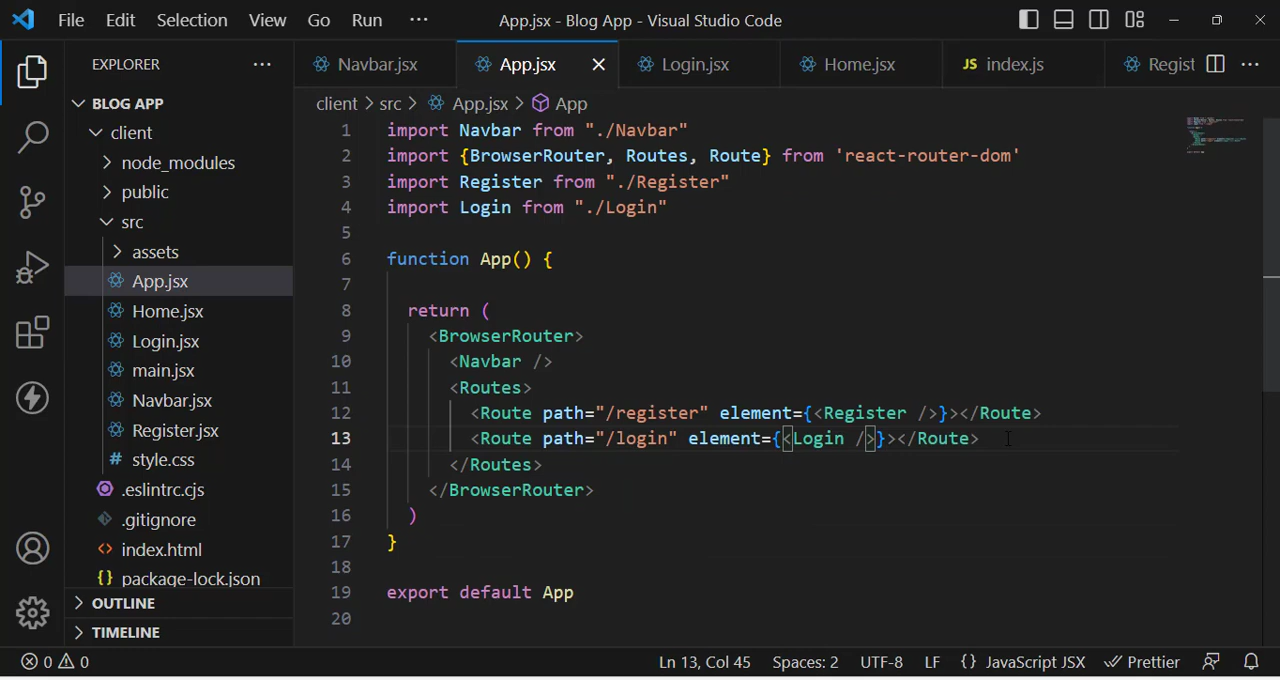 File Edit Selection View Go Run ··· App.jsx - Blog App - Visual Studio Code
EXPLORER ···
BLOG APP
client
node_modules
public
src
assets
App.jsx
Home.jsx
Login.jsx
main.jsx
Navbar.jsx
Register.jsx
# style.css
.eslintrc.cjs
.gitignore
<> index.html
{} package-lock.json
OUTLINE
TIMELINE
Navbar.jsx App.jsx Login.jsx Home.jsx JS index.js Regist ···
client > src > App.jsx > App
1 import Navbar from "./Navbar"
2 import {BrowserRouter, Routes, Route} from 'react-router-dom'
3 import Register from "./Register"
4 import Login from "./Login"
5
6 function App() {
7
8 return (
9 <BrowserRouter>
10 <Navbar />
11 <Routes>
12 <Route path="/register" element={<Register />}></Route>
13 <Route path="/login" element={<Login />}></Route>
14 </Routes>
15 </BrowserRouter>
16 )
17 }
18
19 export default App
20
0 0 Ln 13, Col 45 Spaces: 2 UTF-8 LF {} JavaScript JSX Prettier